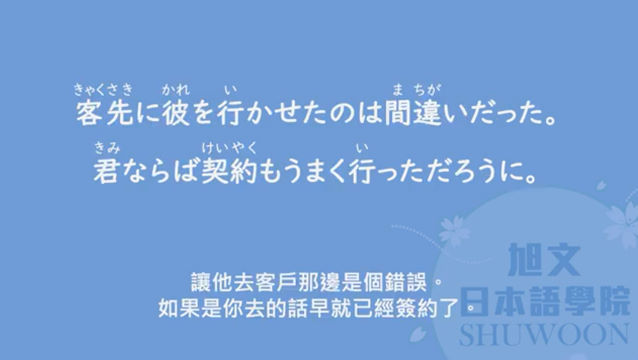 きゃくさき かれ い ま ちが
客先に彼を行かせたのは間違いだった。
きみ けいやく い
君ならば契約もうまく行っただろうに。
讓他去客戶那邊是個錯誤。
如果是你去的話早就已經簽約了。
旭文
日本語學院
SHUWOON